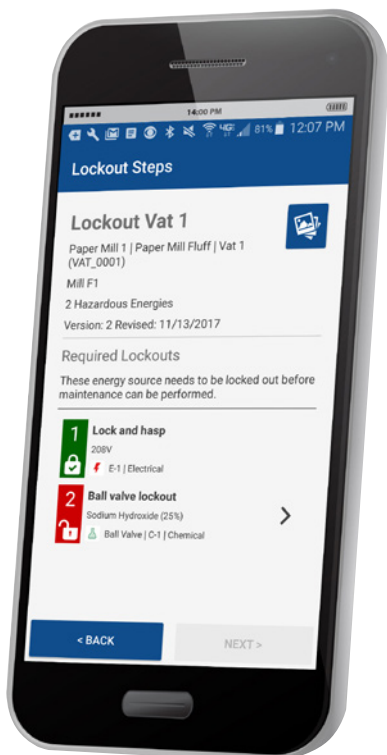 14:00 PM
4G 81% 12:07 PM
Lockout Steps
Lockout Vat 1
Paper Mill 1 | Paper Mill Fluff | Vat 1
(VAT_0001)
Mill F1
2 Hazardous Energies
Version: 2 Revised: 11/13/2017
Required Lockouts
These energy source needs to be locked out before
maintenance can be performed.
1 Lock and hasp
208V
E-1 | Electrical
2 Ball valve lockout
Sodium Hydroxide (25%)
Ball Valve | C-1 | Chemical
< BACK NEXT >